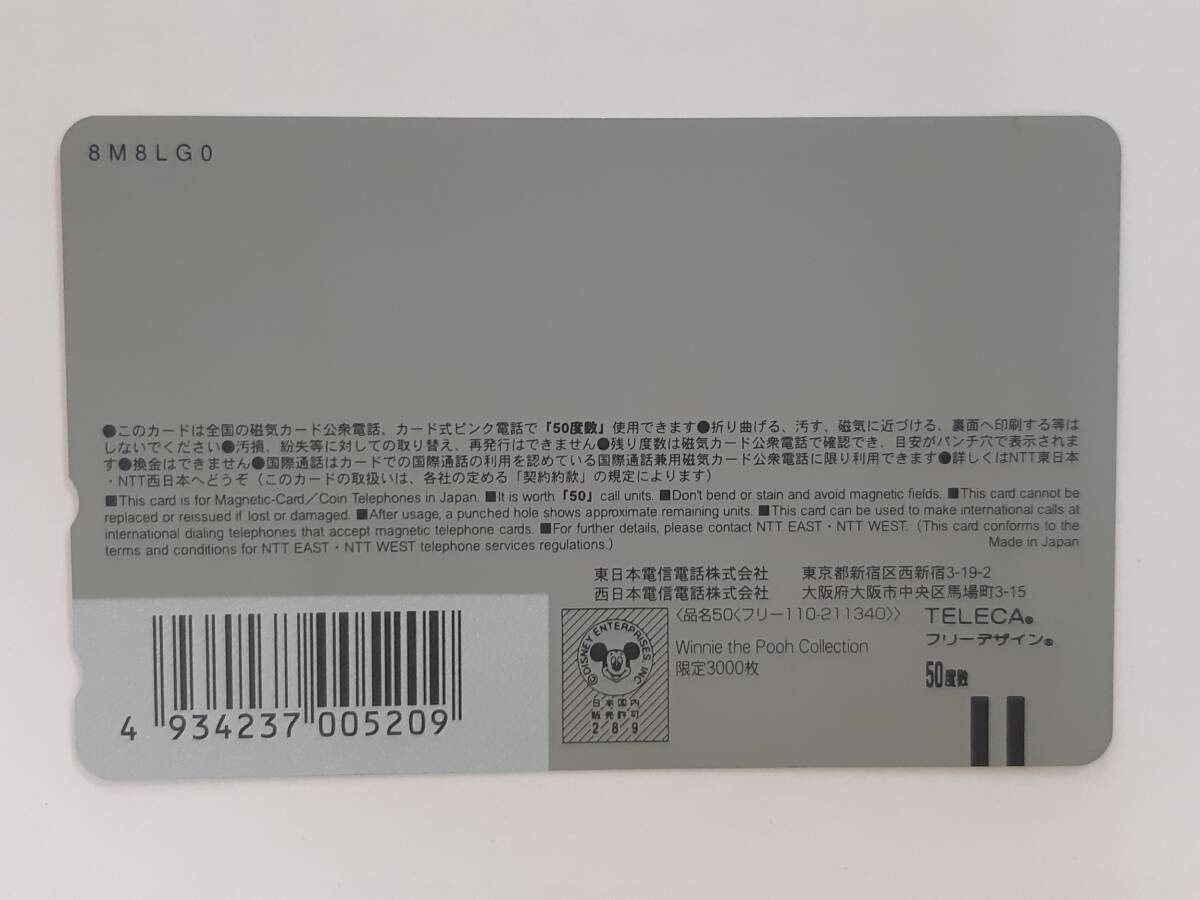 8M8LG0
●このカードは全国の磁気カード公衆電話、カード式ピンク電話で「50度数」使用できます●折り曲げる、汚す、磁気に近づける、裏面へ印刷する等は
しないでください●汚損、紛失等に対しての取り替え、再発行はできません●残り度数は磁気カード公衆電話で確認でき、目安がパンチ穴で表示されま
す●換金はできません●国際通話はカードでの国際通話の利用を認めている国際通話兼用磁気カード公衆電話に限り利用できます●詳しくはNTT東日本
・NTT西日本へどうぞ（このカードの取扱いは、各社の定める「契約約款」の規定によります）
■This card is for Magnetic-Card／Coin Telephones in Japan. ■It is worth「50」call units. ■Don't bend or stain and avoid magnetic fields. ■This card cannot be
replaced or reissued if lost or damaged. ■After usage, a punched hole shows approximate remaining units. ■This card can be used to make international calls at
international dialing telephones that accept magnetic telephone cards. ■For further details, please contact NTT EAST・NTT WEST. (This card conforms to the
terms and conditions for NTT EAST・NTT WEST telephone services regulations.) Made in Japan
東日本電信電話株式会社 東京都新宿区西新宿3-19-2
西日本電信電話株式会社 大阪府大阪市中央区馬場町3-15
〈品名50〈フリー110-211340〉〉 TELECA®
フリーデザイン®
Winnie the Pooh Collection
限定3000枚
50度数
©DISNEY ENTERPRISES, INC
日本国内
販売許可
289
4 934237 005209